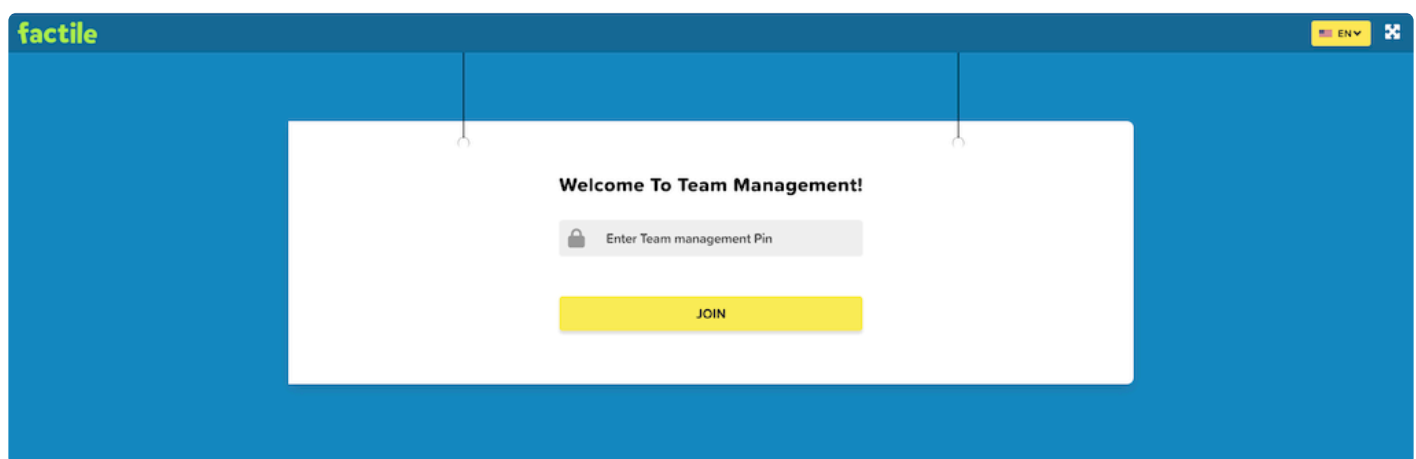 factile
EN
Welcome To Team Management!
Enter Team management Pin
JOIN